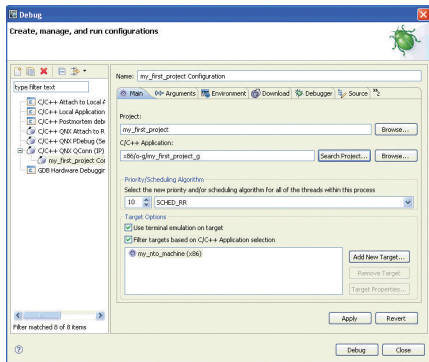 Debug
Create, manage, and run configurations
type filter text
C/C++ Attach to Local A
C/C++ Local Application
C/C++ Postmortem deb
C/C++ QNX Attach to R
C/C++ QNX PDebug (Se
C/C++ QNX QConn (IP)
my_first_project Co
GDB Hardware Debuggin
Filter matched 8 of 8 items
Name: my_first_project Configuration
Main Arguments Environment Download Debugger Source »2
Project:
my_first_project Browse...
C/C++ Application:
x86/o-g/my_first_project_g Search Project... Browse...
Priority/Scheduling Algorithm
Select the new priority and/or scheduling algorithm for all of the threads within this process
10 SCHED_RR
Target Options
Use terminal emulation on target
Filter targets based on C/C++ Application selection
my_nto_machine (x86) Add New Target...
Remove Target
Target Properties...
Apply Revert
Debug Close